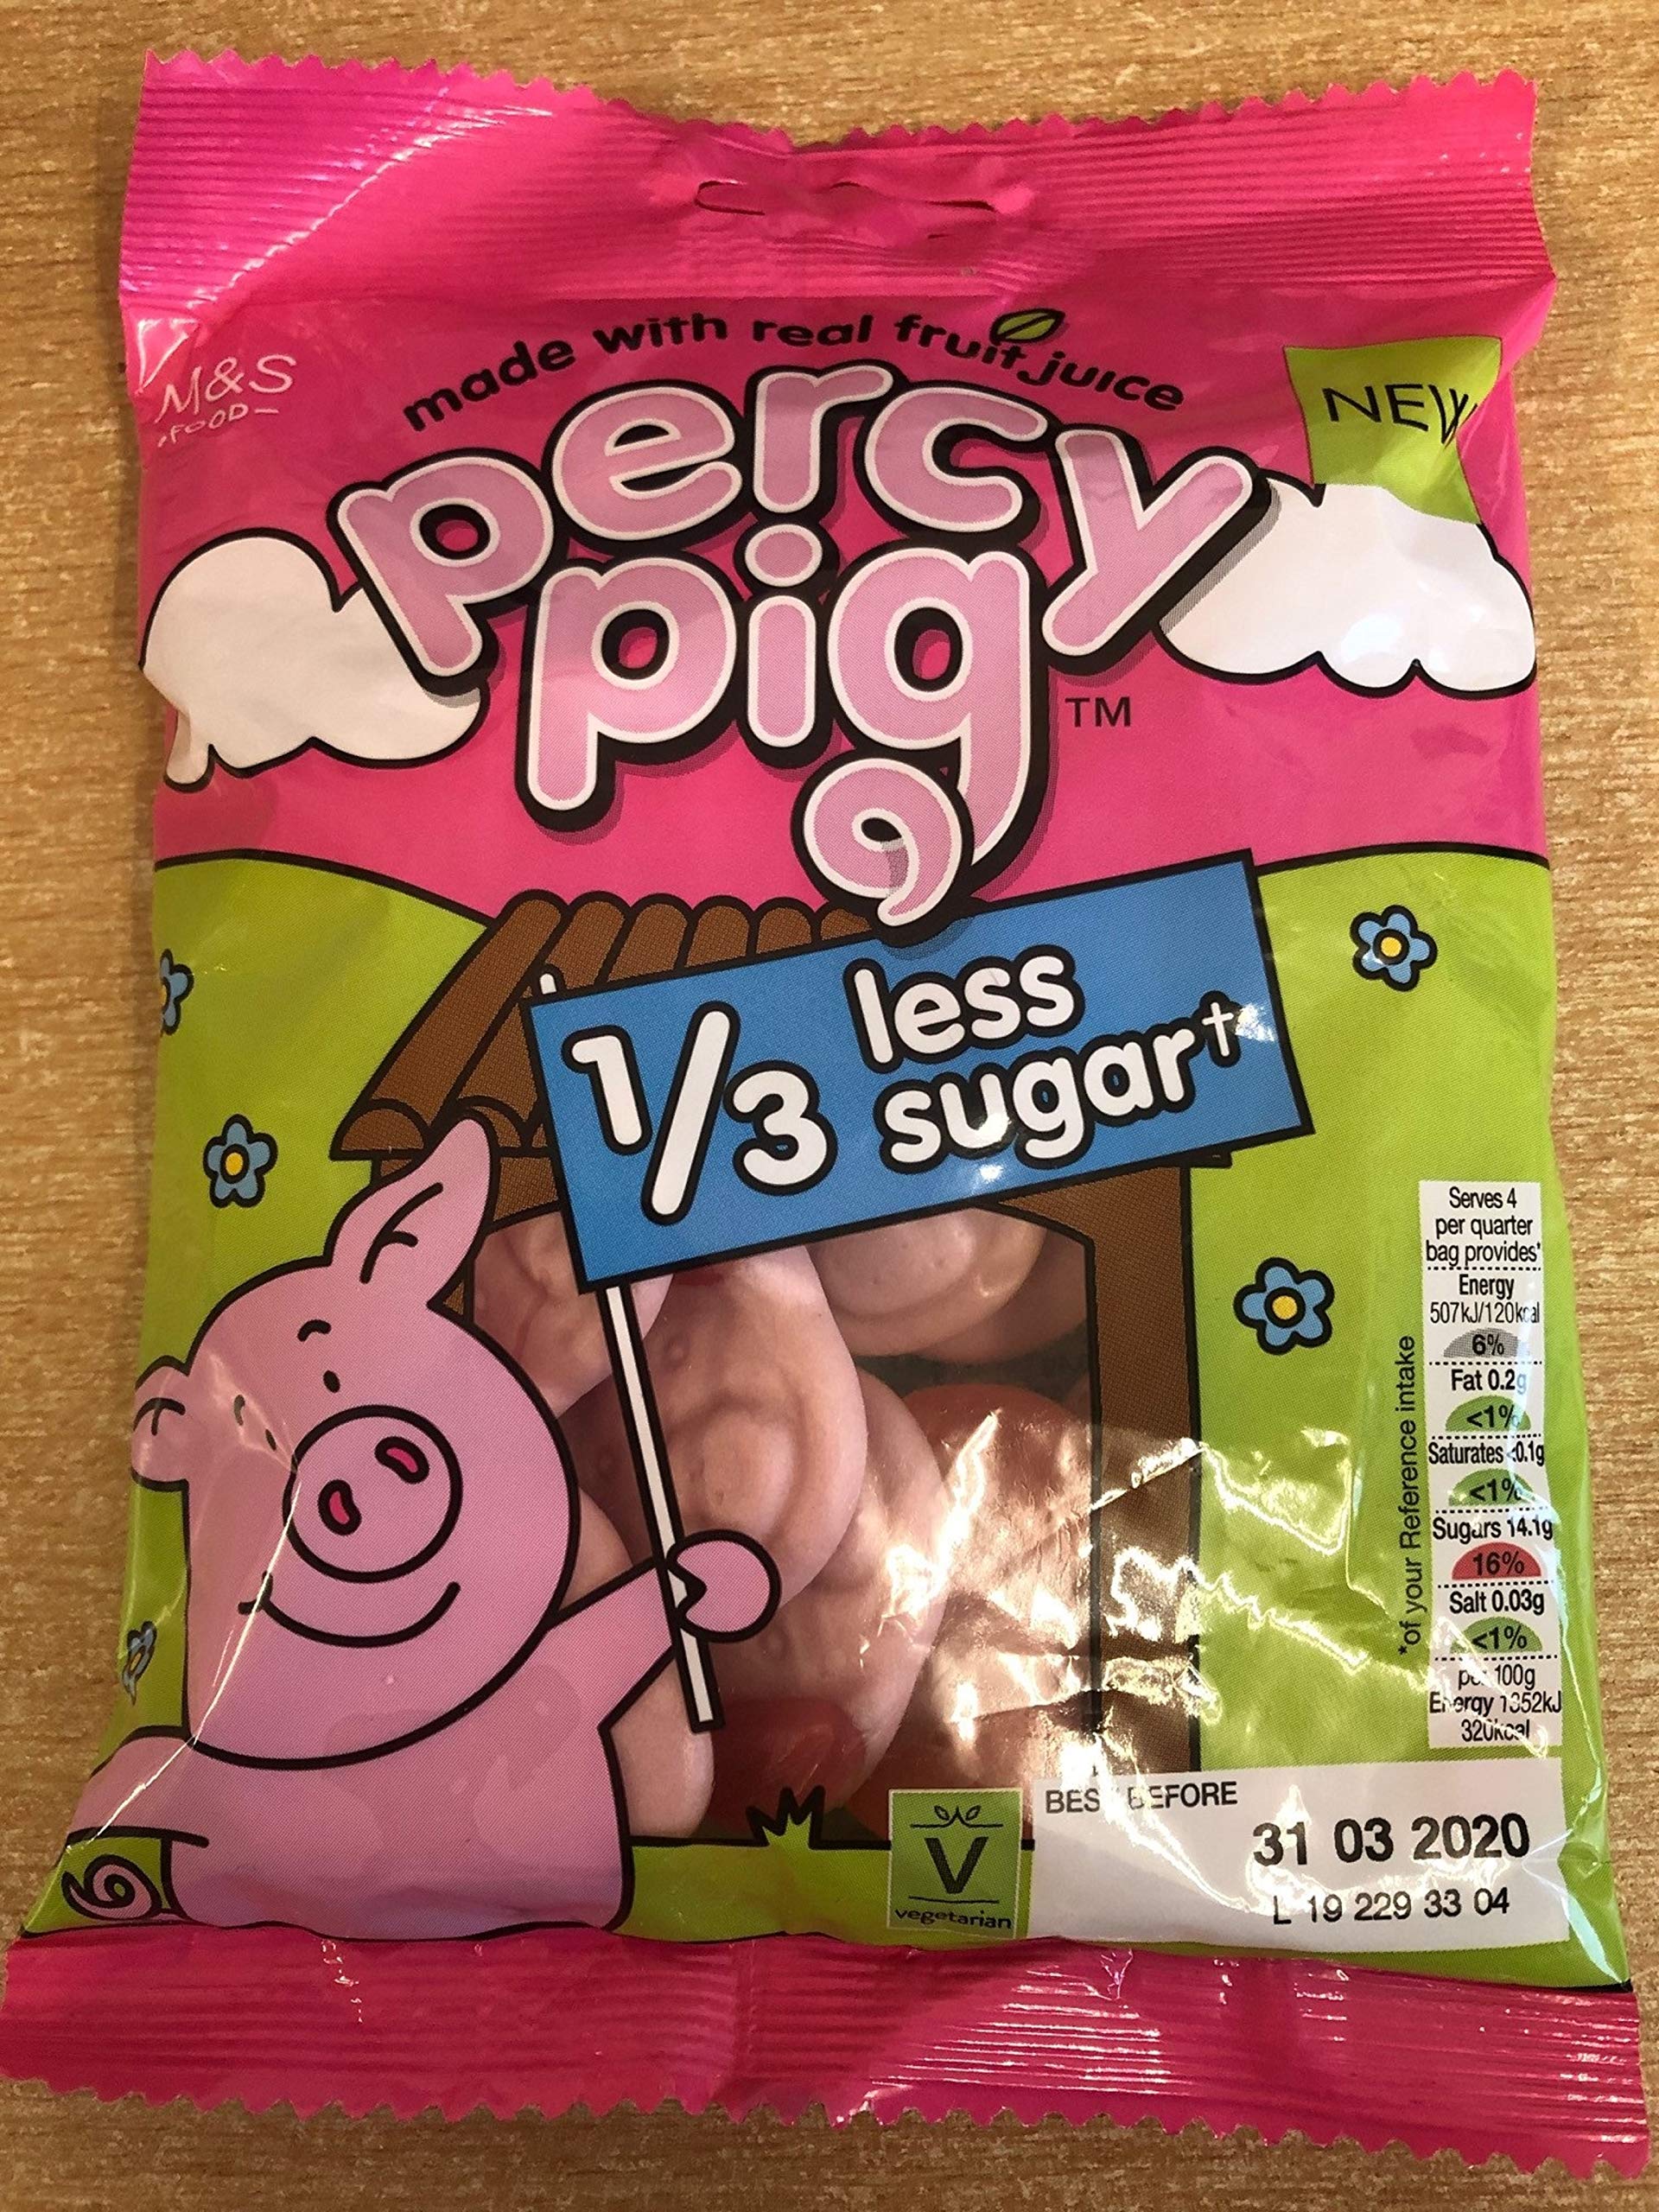 M&S
FOOD
made with real fruit juice
NEW
percy
pig
TM
1/3 less
sugar†
Serves 4
per quarter
bag provides*
Energy
507kJ/120kcal
6%
Fat 0.2g
<1%
Saturates <0.1g
<1%
Sugars 14.1g
16%
Salt 0.03g
<1%
per 100g
Energy 1352kJ
320kcal
*of your Reference intake
V
vegetarian
BEST BEFORE
31 03 2020
L 19 229 33 04